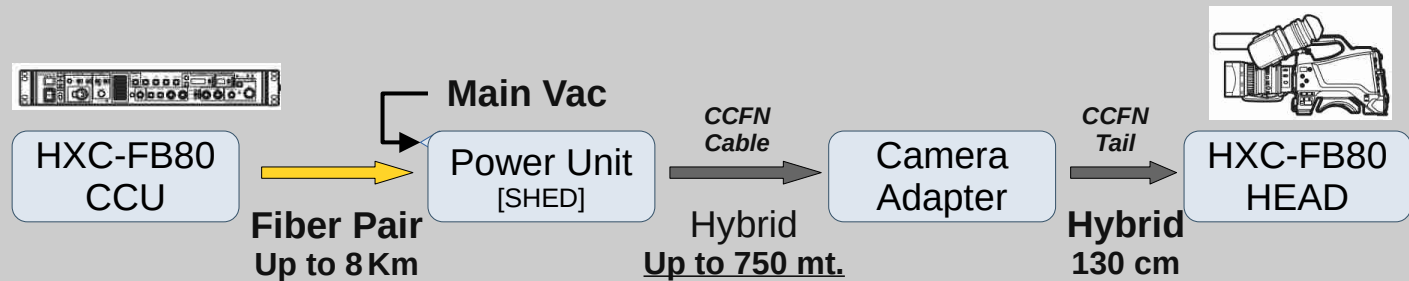 HXC-FB80
CCU
Fiber Pair
Up to 8 Km
Main Vac
Power Unit
[SHED]
CCFN
Cable
Hybrid
Up to 750 mt.
Camera
Adapter
CCFN
Tail
Hybrid
130 cm
HXC-FB80
HEAD